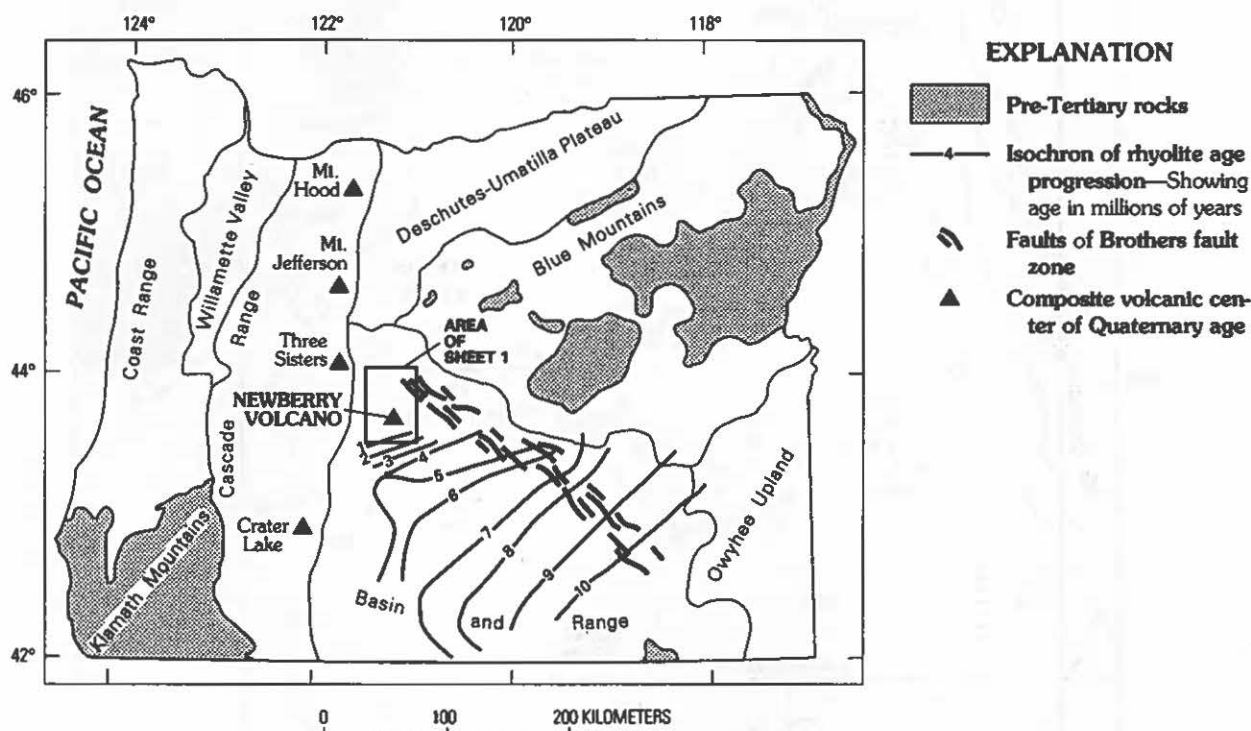 124°
122°
120°
118°
46°
44°
42°
PACIFIC OCEAN
Coast Range
Willamette Valley
Cascade
Range
Klamath Mountains
Mt.
Hood
Mt.
Jefferson
Three
Sisters
NEWBERRY
VOLCANO
Crater
Lake
AREA
OF
SHEET 1
Deschutes-Umatilla Plateau
Blue Mountains
Owyhee Upland
Basin
and
Range
2
3
4
5
6
7
8
9
10
0
100
200 KILOMETERS
EXPLANATION
Pre-Tertiary rocks
4
Isochron of rhyolite age
progression—Showing
age in millions of years
Faults of Brothers fault
zone
Composite volcanic cen-
ter of Quaternary age